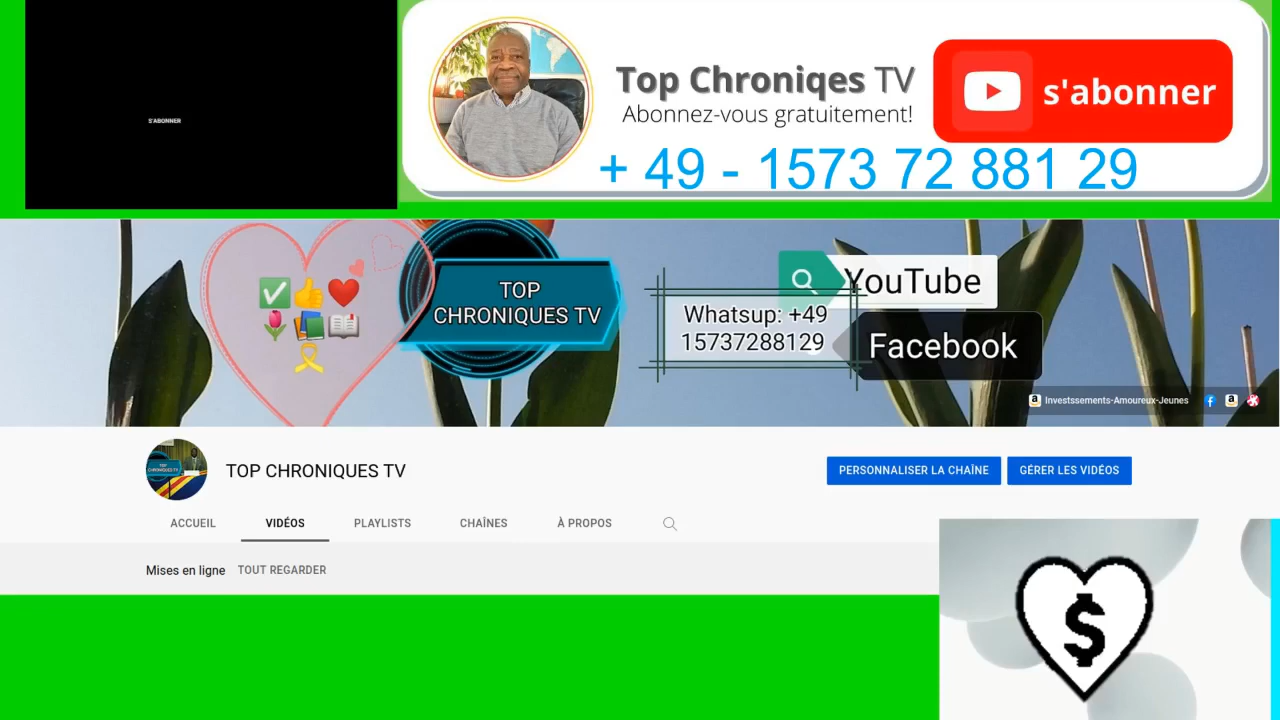 S'ABONNER
Top Chroniqes TV
Abonnez-vous gratuitement!
s'abonner
+ 49 - 1573 72 881 29
TOP
CHRONIQUES TV
YouTube
Whatsup: +49
15737288129
Facebook
Investssements-Amoureux-Jeunes
TOP CHRONIQUES TV
PERSONNALISER LA CHAÎNE
GÉRER LES VIDÉOS
ACCUEIL
VIDÉOS
PLAYLISTS
CHAÎNES
À PROPOS
Mises en ligne
TOUT REGARDER
$